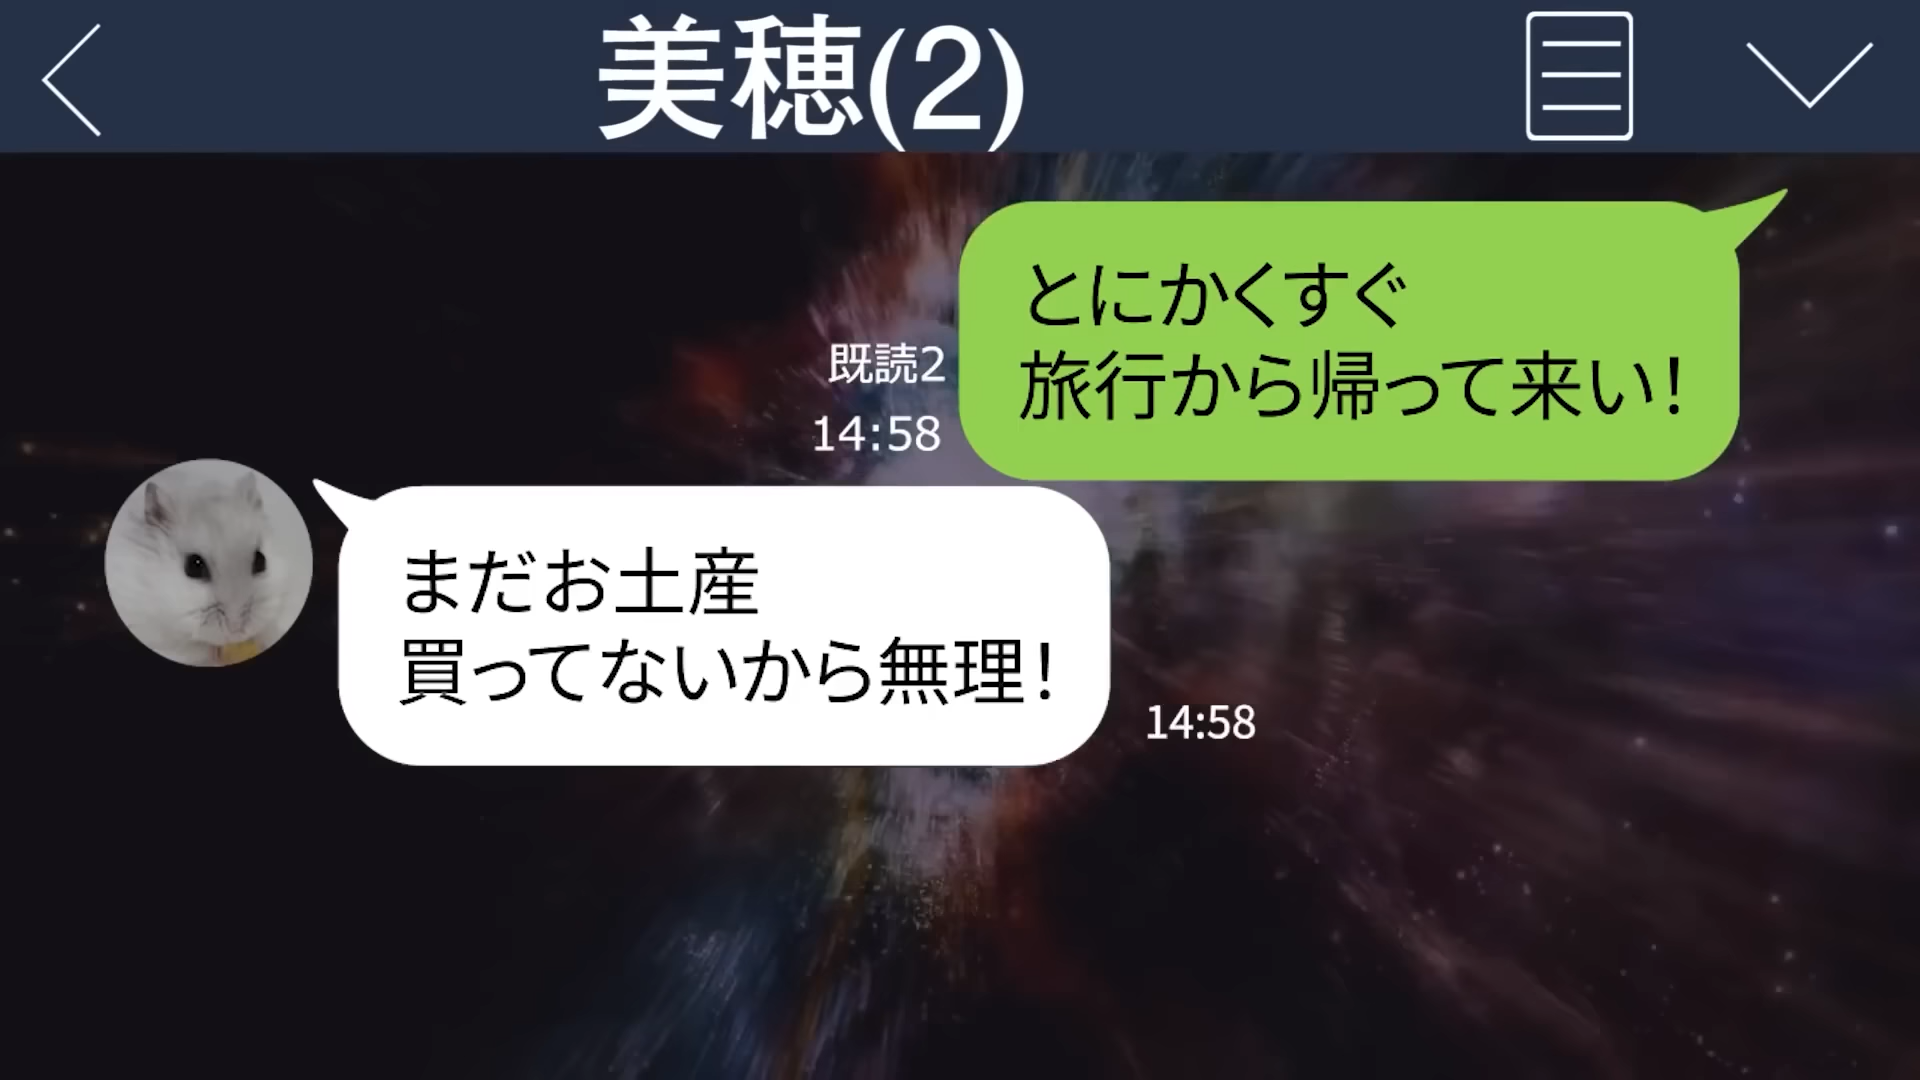 美穂(2)
とにかくすぐ
旅行から帰って来い！
既読2
14:58
まだお土産
買ってないから無理！
14:58